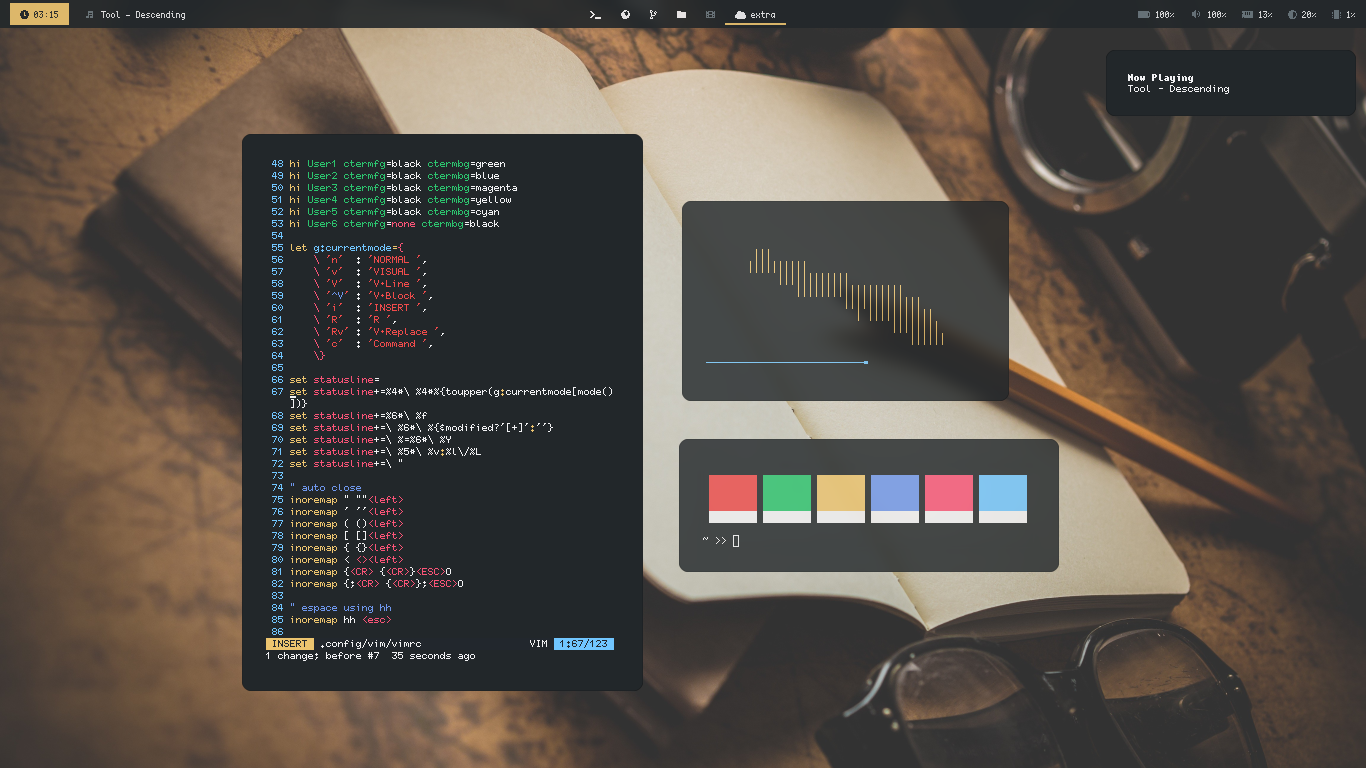 03:15 Tool - Descending extra 100% 100% 13% 20% 1%
Now Playing
Tool - Descending
48 hi User1 ctermfg=black ctermbg=green
49 hi User2 ctermfg=black ctermbg=blue
50 hi User3 ctermfg=black ctermbg=magenta
51 hi User4 ctermfg=black ctermbg=yellow
52 hi User5 ctermfg=black ctermbg=cyan
53 hi User6 ctermfg=none ctermbg=black
54
55 let g:currentmode={
56     \ 'n'  : 'NORMAL ',
57     \ 'v'  : 'VISUAL ',
58     \ 'V'  : 'V·Line ',
59     \ '^V' : 'V·Block ',
60     \ 'i'  : 'INSERT ',
61     \ 'R'  : 'R ',
62     \ 'Rv' : 'V·Replace ',
63     \ 'c'  : 'Command ',
64     \}
65
66 set statusline=
67 set statusline+=%4#\ %4#%{toupper(g:currentmode[mode()
])}
68 set statusline+=%6#\ %f
69 set statusline+=\ %6#\ %{&modified?'[+]':''}
70 set statusline+=\ %=%6#\ %Y
71 set statusline+=\ %5#\ %v:%l\/%L
72 set statusline+=\ "
73
74 " auto close
75 inoremap " ""<left>
76 inoremap ' ''<left>
77 inoremap ( ()<left>
78 inoremap [ []<left>
79 inoremap { {}<left>
80 inoremap < <><left>
81 inoremap {<CR> {<CR>}<ESC>O
82 inoremap {;<CR> {<CR>};<ESC>O
83
84 " espace using hh
85 inoremap hh <esc>
86
INSERT .config/vim/vimrc VIM 1:67/123
1 change; before #7  35 seconds ago
~ >>